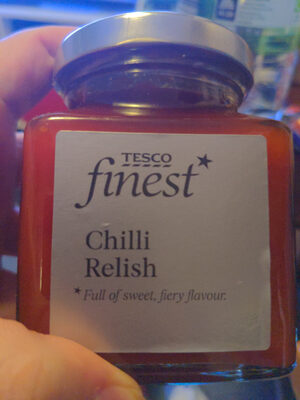 TESCO
finest*
Chilli
Relish
*Full of sweet, fiery flavour.